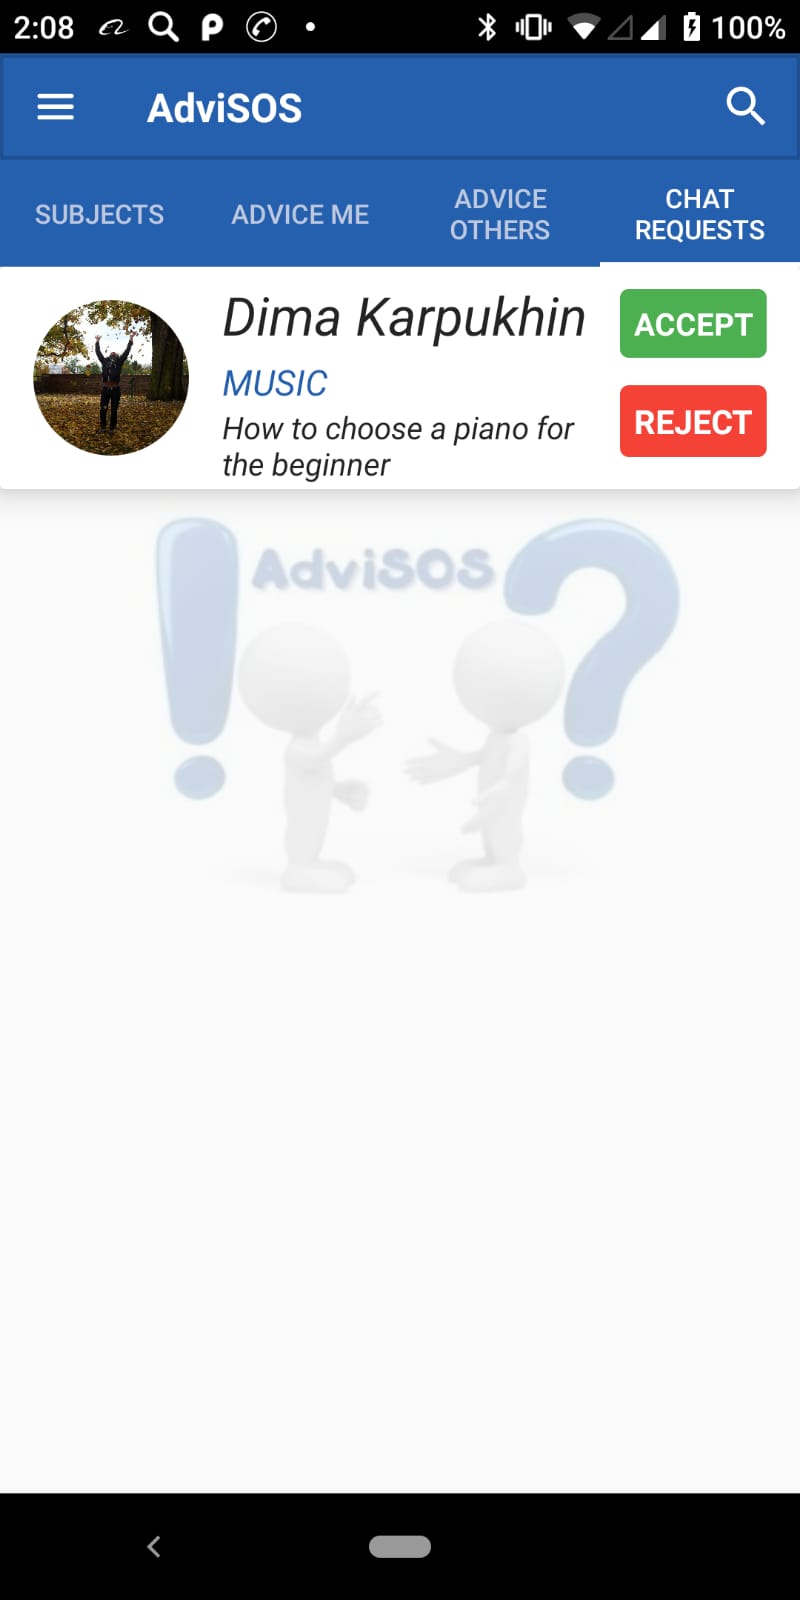 2:08
100%
AdviSOS
SUBJECTS
ADVICE ME
ADVICE
OTHERS
CHAT
REQUESTS
Dima Karpukhin
MUSIC
How to choose a piano for
the beginner
ACCEPT
REJECT
AdviSOS